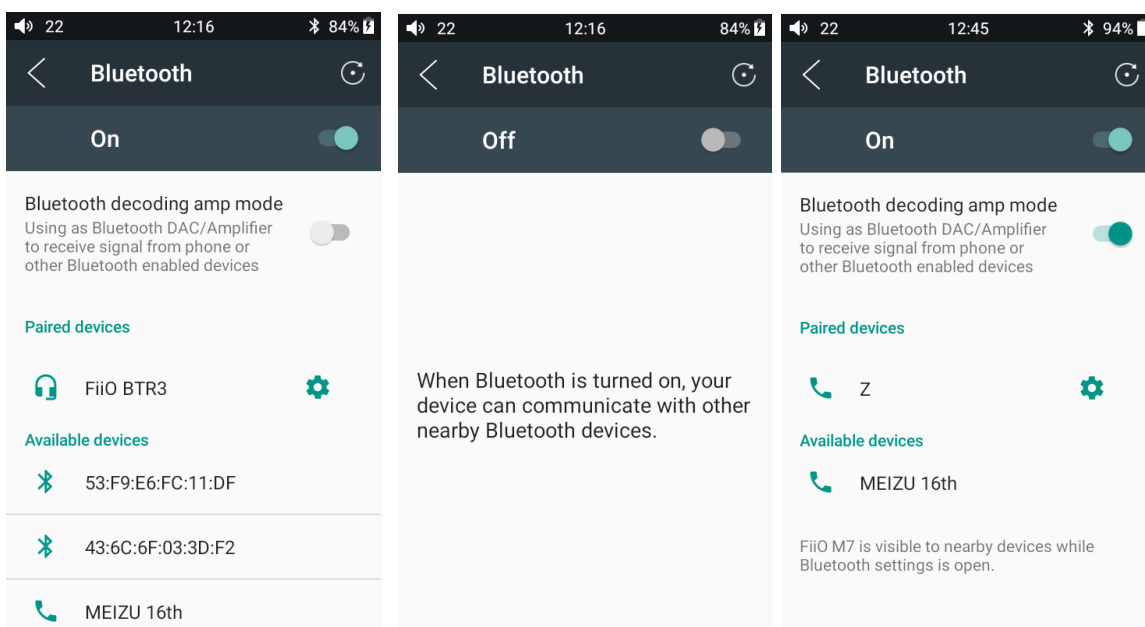 22 12:16 84%
Bluetooth
On
Bluetooth decoding amp mode
Using as Bluetooth DAC/Amplifier
to receive signal from phone or
other Bluetooth enabled devices
Paired devices
FiiO BTR3
Available devices
53:F9:E6:FC:11:DF
43:6C:6F:03:3D:F2
MEIZU 16th
22 12:16 84%
Bluetooth
Off
When Bluetooth is turned on, your
device can communicate with other
nearby Bluetooth devices.
22 12:45 94%
Bluetooth
On
Bluetooth decoding amp mode
Using as Bluetooth DAC/Amplifier
to receive signal from phone or
other Bluetooth enabled devices
Paired devices
Z
Available devices
MEIZU 16th
FiiO M7 is visible to nearby devices while
Bluetooth settings is open.